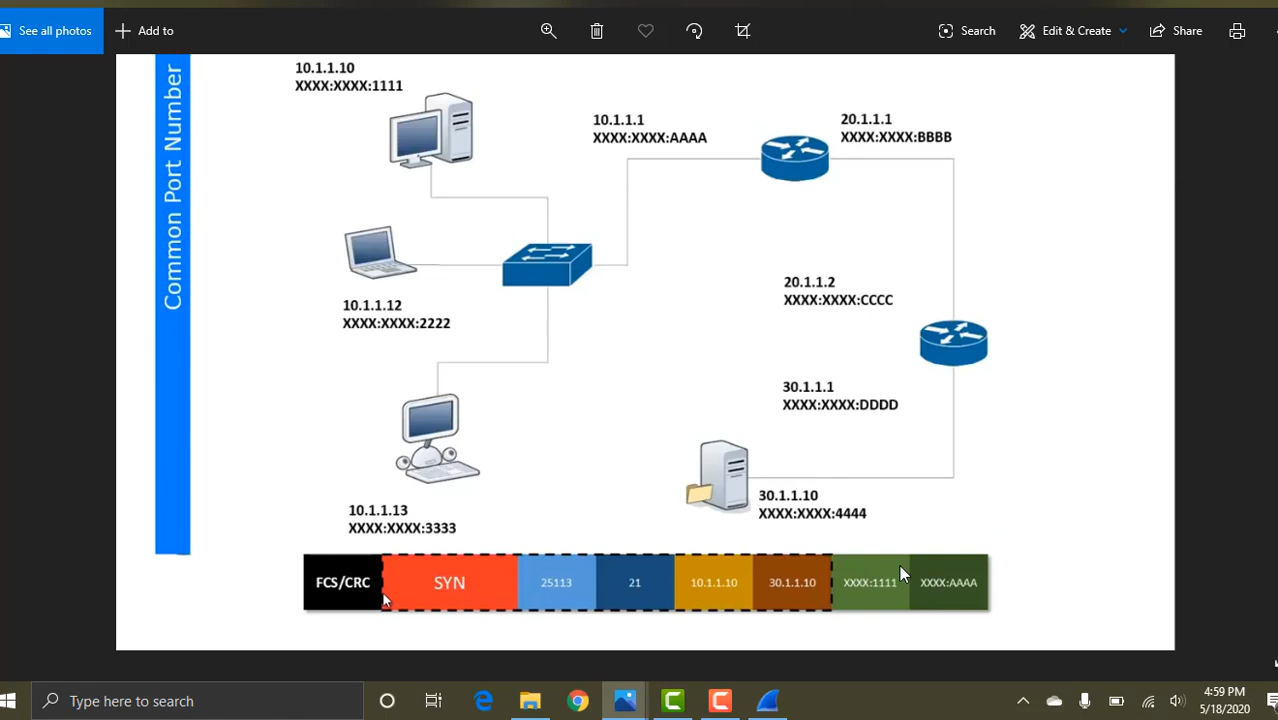 See all photos
Add to
Search
Edit & Create
Share
Common Port Number
10.1.1.10
XXXX:XXXX:1111
10.1.1.1
XXXX:XXXX:AAAA
20.1.1.1
XXXX:XXXX:BBBB
10.1.1.12
XXXX:XXXX:2222
20.1.1.2
XXXX:XXXX:CCCC
30.1.1.1
XXXX:XXXX:DDDD
10.1.1.13
XXXX:XXXX:3333
30.1.1.10
XXXX:XXXX:4444
FCS/CRC SYN 25113 21 10.1.1.10 30.1.1.10 XXXX:1111 XXXX:AAAA
Type here to search
4:59 PM
5/18/2020